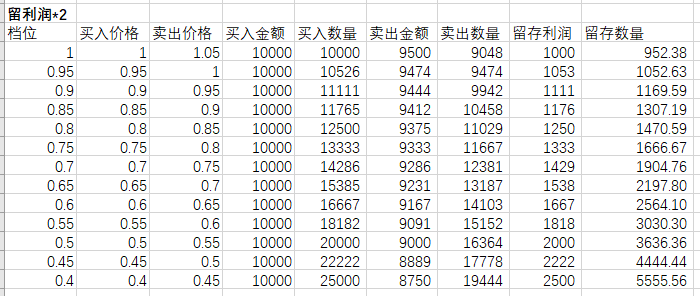 留利润*2
档位 买入价格 卖出价格 买入金额 买入数量 卖出金额 卖出数量 留存利润 留存数量
1 1 1.05 10000 10000 9500 9048 1000 952.38
0.95 0.95 1 10000 10526 9474 9474 1053 1052.63
0.9 0.9 0.95 10000 11111 9444 9942 1111 1169.59
0.85 0.85 0.9 10000 11765 9412 10458 1176 1307.19
0.8 0.8 0.85 10000 12500 9375 11029 1250 1470.59
0.75 0.75 0.8 10000 13333 9333 11667 1333 1666.67
0.7 0.7 0.75 10000 14286 9286 12381 1429 1904.76
0.65 0.65 0.7 10000 15385 9231 13187 1538 2197.80
0.6 0.6 0.65 10000 16667 9167 14103 1667 2564.10
0.55 0.55 0.6 10000 18182 9091 15152 1818 3030.30
0.5 0.5 0.55 10000 20000 9000 16364 2000 3636.36
0.45 0.45 0.5 10000 22222 8889 17778 2222 4444.44
0.4 0.4 0.45 10000 25000 8750 19444 2500 5555.56